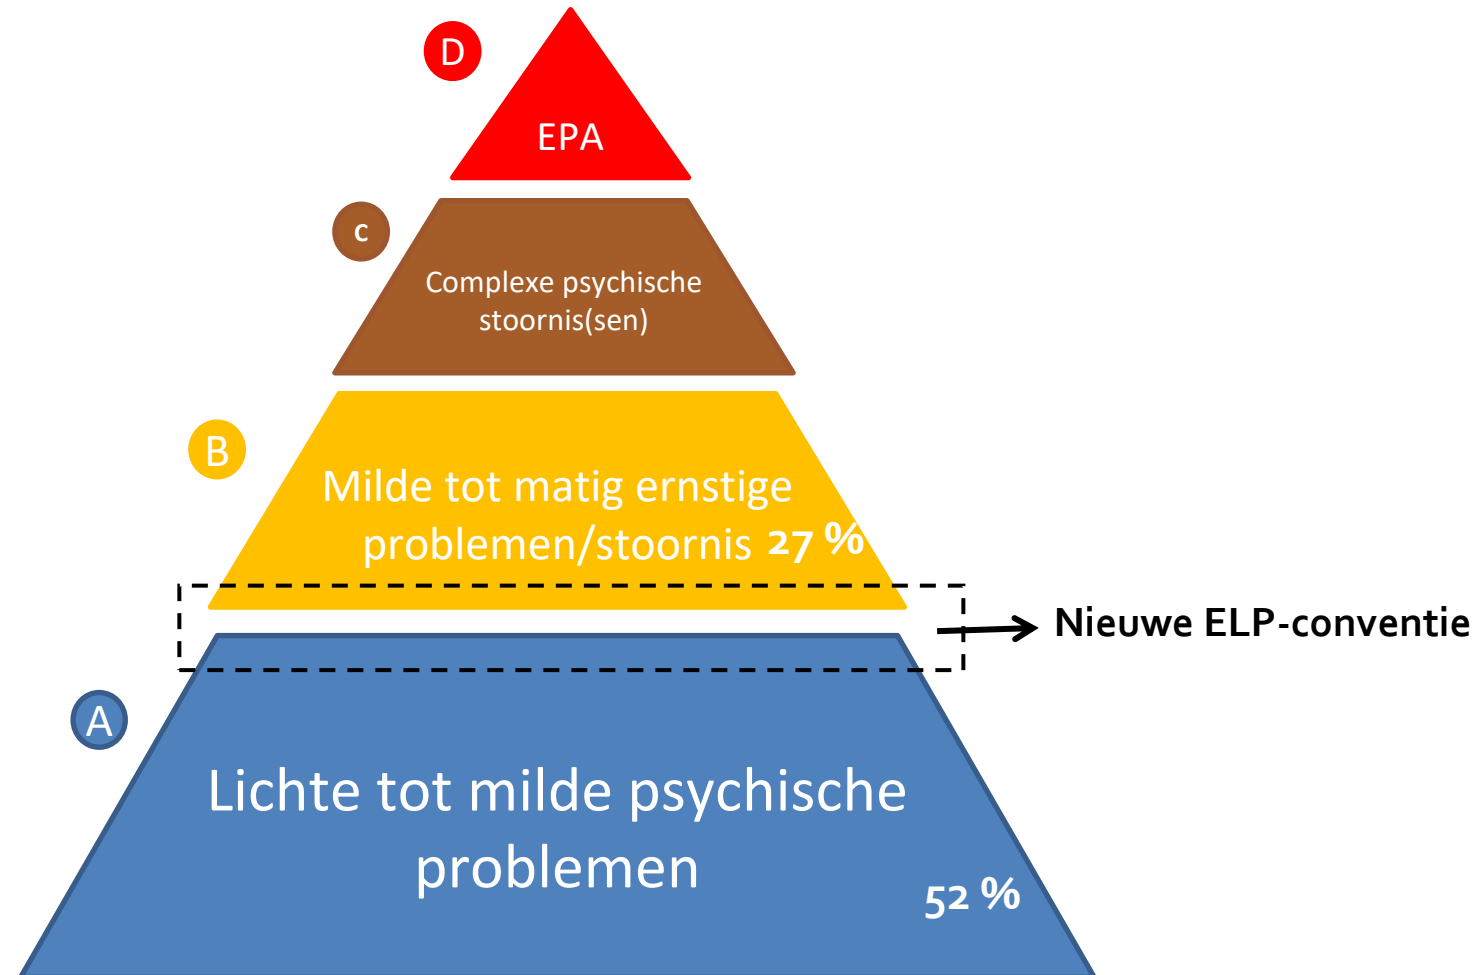 D
EPA
c
Complexe psychische
stoornis(sen)
B
Milde tot matig ernstige
problemen/stoornis 27 %
Nieuwe ELP-conventie
A
Lichte tot milde psychische
problemen
52 %